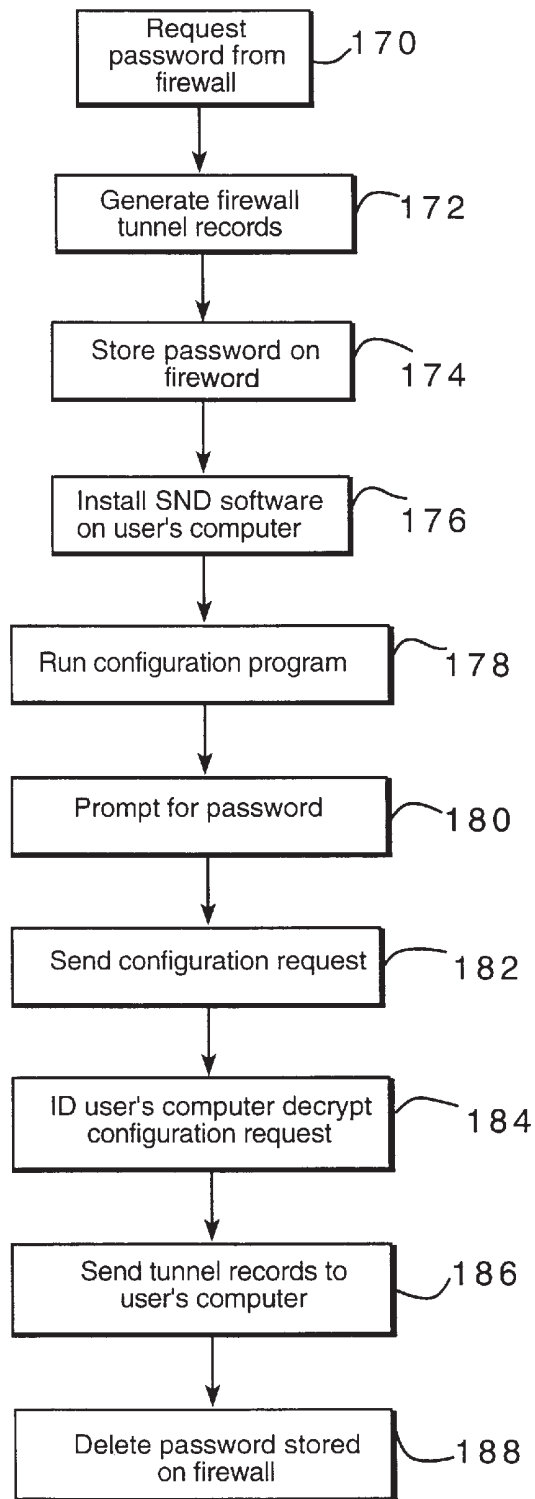 Request
password from
firewall
170
Generate firewall
tunnel records
172
Store password on
fireword
174
Install SND software
on user's computer
176
Run configuration program
178
Prompt for password
180
Send configuration request
182
ID user's computer decrypt
configuration request
184
Send tunnel records to
user's computer
186
Delete password stored
on firewall
188